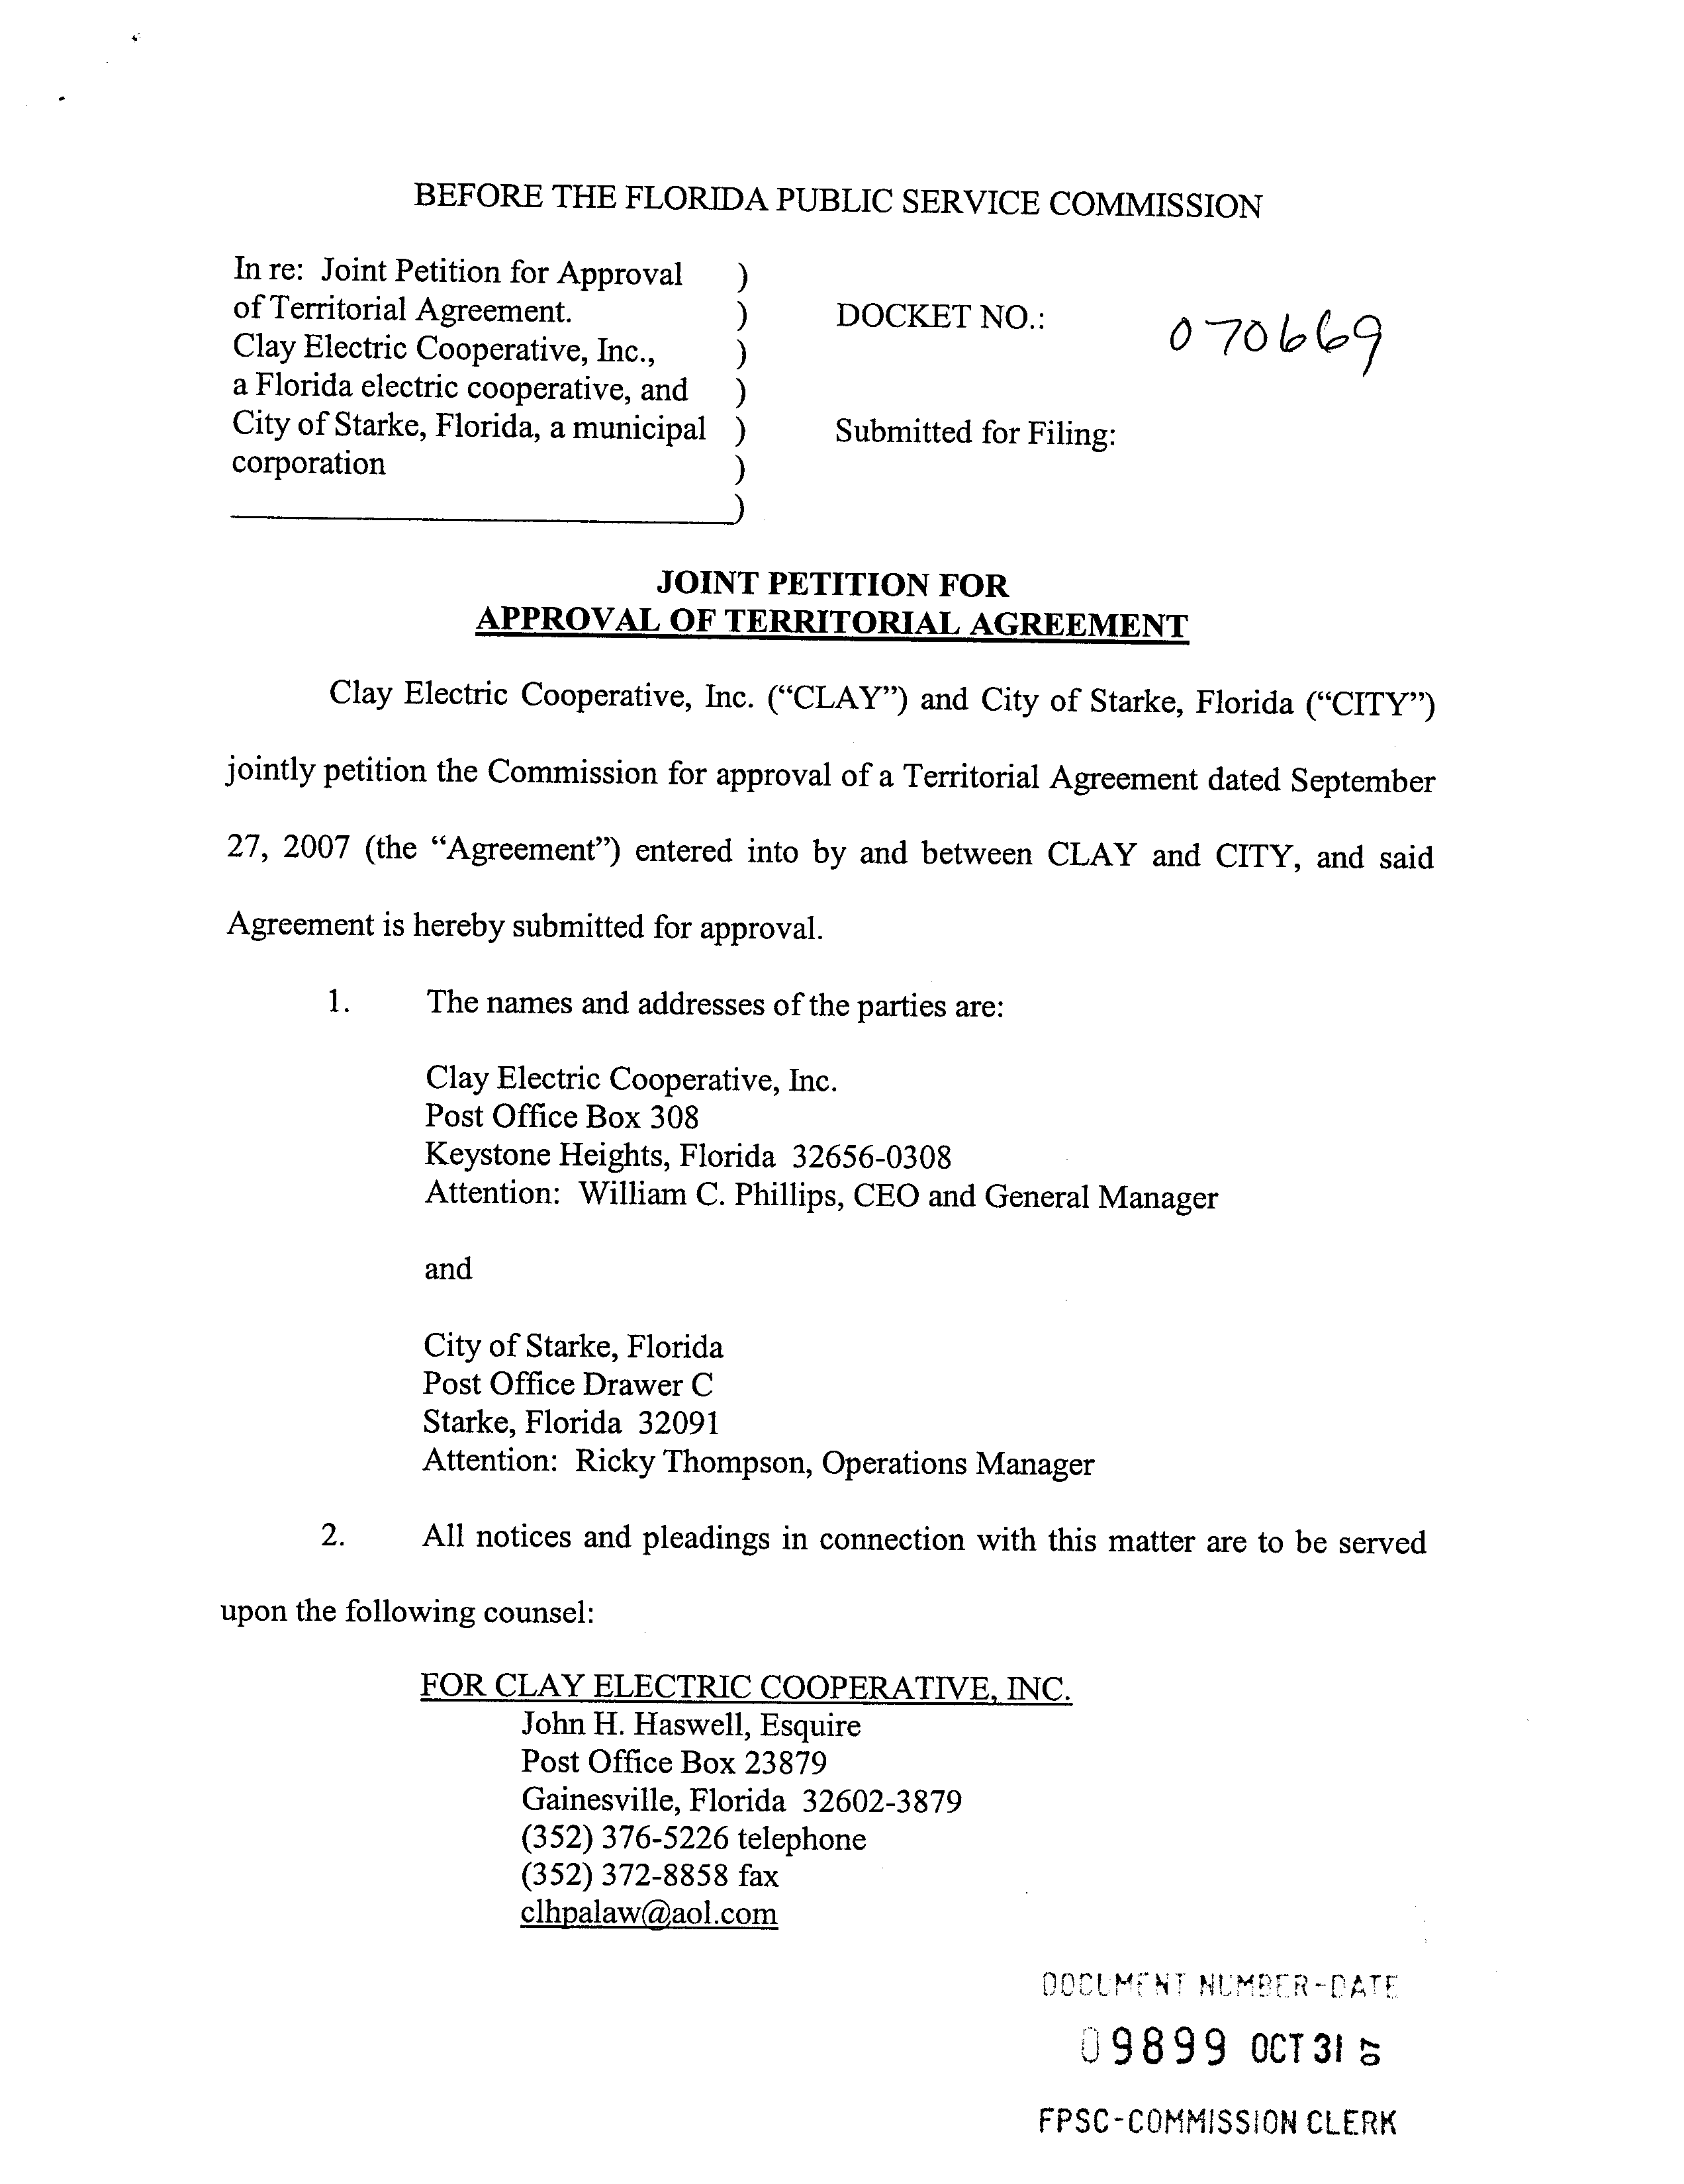 BEFORE THE FLORIDA PUBLIC SERVICE COMMISSION
In re: Joint Petition for Approval )
of Territorial Agreement. ) DOCKET NO.: 070669
Clay Electric Cooperative, Inc., )
a Florida electric cooperative, and )
City of Starke, Florida, a municipal ) Submitted for Filing:
corporation )
)
JOINT PETITION FOR
APPROVAL OF TERRITORIAL AGREEMENT
Clay Electric Cooperative, Inc. (“CLAY”) and City of Starke, Florida (“CITY”)
jointly petition the Commission for approval of a Territorial Agreement dated September
27, 2007 (the “Agreement”) entered into by and between CLAY and CITY, and said
Agreement is hereby submitted for approval.
1. The names and addresses of the parties are:
Clay Electric Cooperative, Inc.
Post Office Box 308
Keystone Heights, Florida 32656-0308
Attention: William C. Phillips, CEO and General Manager
and
City of Starke, Florida
Post Office Drawer C
Starke, Florida 32091
Attention: Ricky Thompson, Operations Manager
2. All notices and pleadings in connection with this matter are to be served
upon the following counsel:
FOR CLAY ELECTRIC COOPERATIVE, INC.
John H. Haswell, Esquire
Post Office Box 23879
Gainesville, Florida 32602-3879
(352) 376-5226 telephone
(352) 372-8858 fax
clhpalaw@aol.com
DOCUMENT NUMBER-DATE
09899 OCT 31 07
FPSC-COMMISSION CLERK